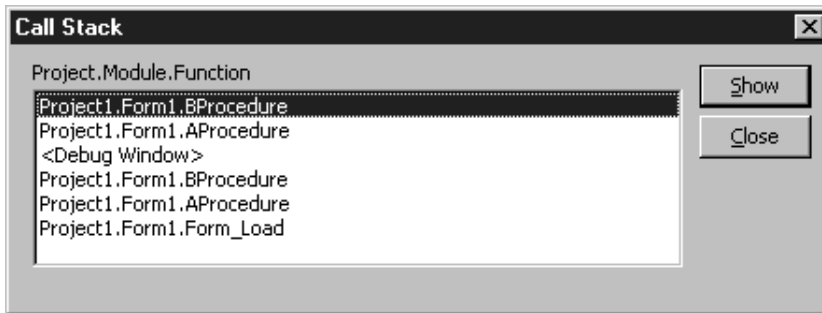 Call Stack
Project.Module.Function
Project1.Form1.BProcedure
Project1.Form1.AProcedure
<Debug Window>
Project1.Form1.BProcedure
Project1.Form1.AProcedure
Project1.Form1.Form_Load
Show
Close